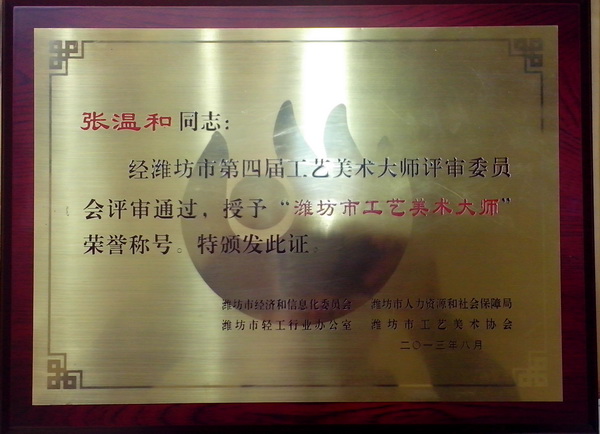 张温和同志：
经潍坊市第四届工艺美术大师评审委员
会评审通过，授予“潍坊市工艺美术大师”
荣誉称号。特颁发此证。
潍坊市经济和信息化委员会 潍坊市人力资源和社会保障局
潍坊市轻工行业办公室 潍坊市工艺美术协会
二〇一三年八月